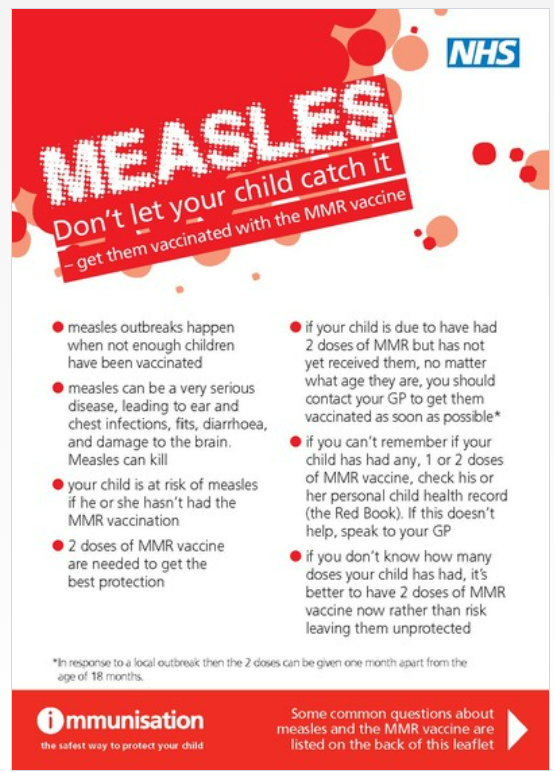 NHS
MEASLES
Don't let your child catch it
– get them vaccinated with the MMR vaccine
measles outbreaks happen
when not enough children
have been vaccinated
measles can be a very serious
disease, leading to ear and
chest infections, fits, diarrhoea,
and damage to the brain.
Measles can kill
your child is at risk of measles
if he or she hasn't had the
MMR vaccination
2 doses of MMR vaccine
are needed to get the
best protection
if your child is due to have had
2 doses of MMR but has not
yet received them, no matter
what age they are, you should
contact your GP to get them
vaccinated as soon as possible*
if you can't remember if your
child has had any, 1 or 2 doses
of MMR vaccine, check his or
her personal child health record
(the Red Book). If this doesn't
help, speak to your GP
if you don't know how many
doses your child has had, it's
better to have 2 doses of MMR
vaccine now rather than risk
leaving them unprotected
*In response to a local outbreak then the 2 doses can be given one month apart from the
age of 18 months.
immunisation
the safest way to protect your child
Some common questions about
measles and the MMR vaccine are
listed on the back of this leaflet